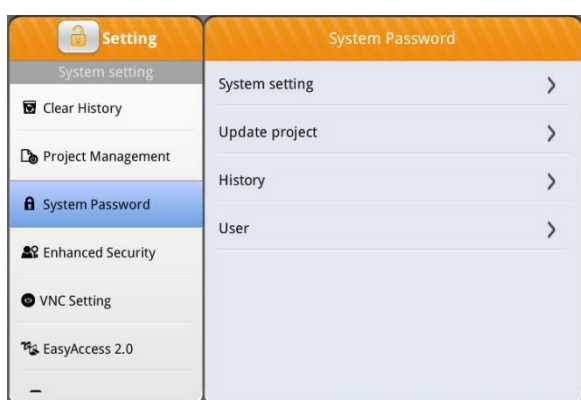 Setting
System setting
Clear History
Project Management
System Password
Enhanced Security
VNC Setting
EasyAccess 2.0
System Password
System setting
Update project
History
User